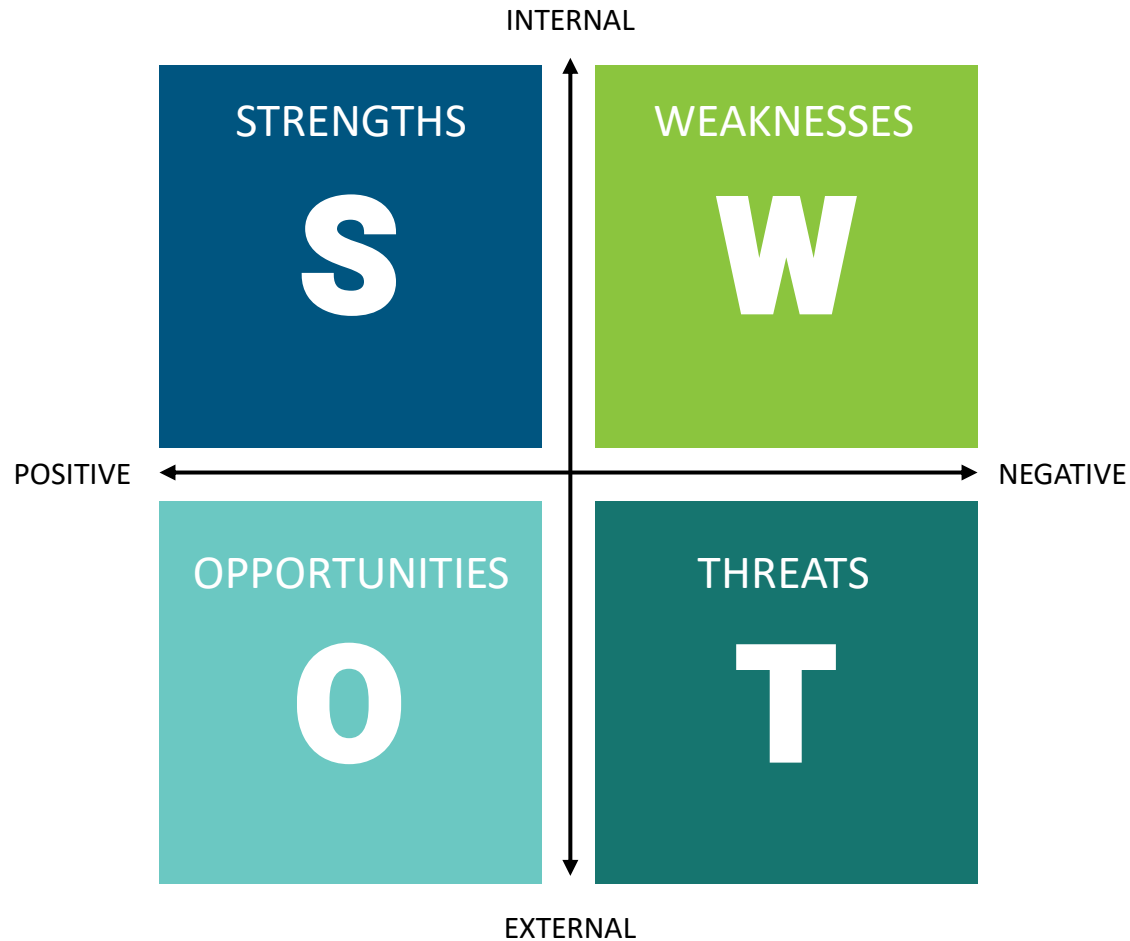 INTERNAL
STRENGTHS
S
WEAKNESSES
W
POSITIVE
NEGATIVE
OPPORTUNITIES
O
THREATS
T
EXTERNAL